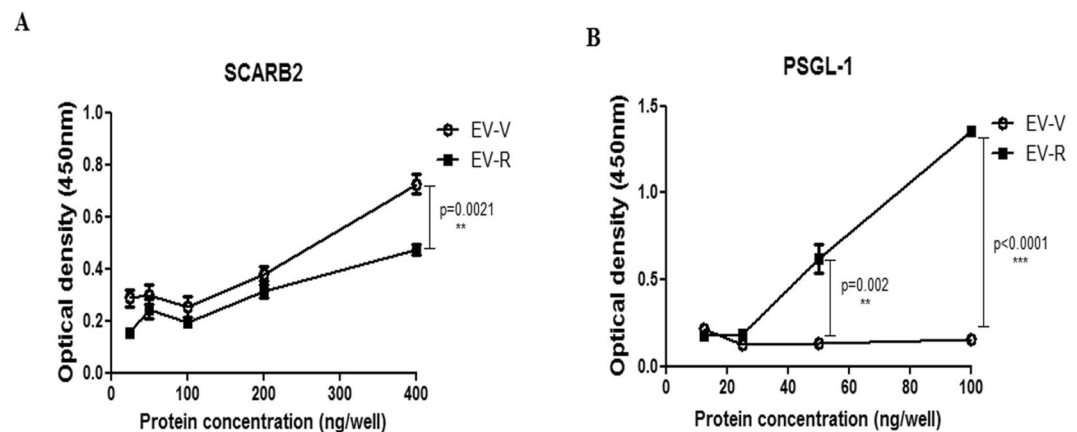 A
SCARB2
Optical density (450nm)
1.0
0.8
0.6
0.4
0.2
0.0
0
100
200
300
400
Protein concentration (ng/well)
EV-V
EV-R
p=0.0021
**
B
PSGL-1
Optical density (450nm)
1.5
1.0
0.5
0.0
20
40
60
80
100
Protein concentration (ng/well)
EV-V
EV-R
p=0.002
**
p<0.0001
***